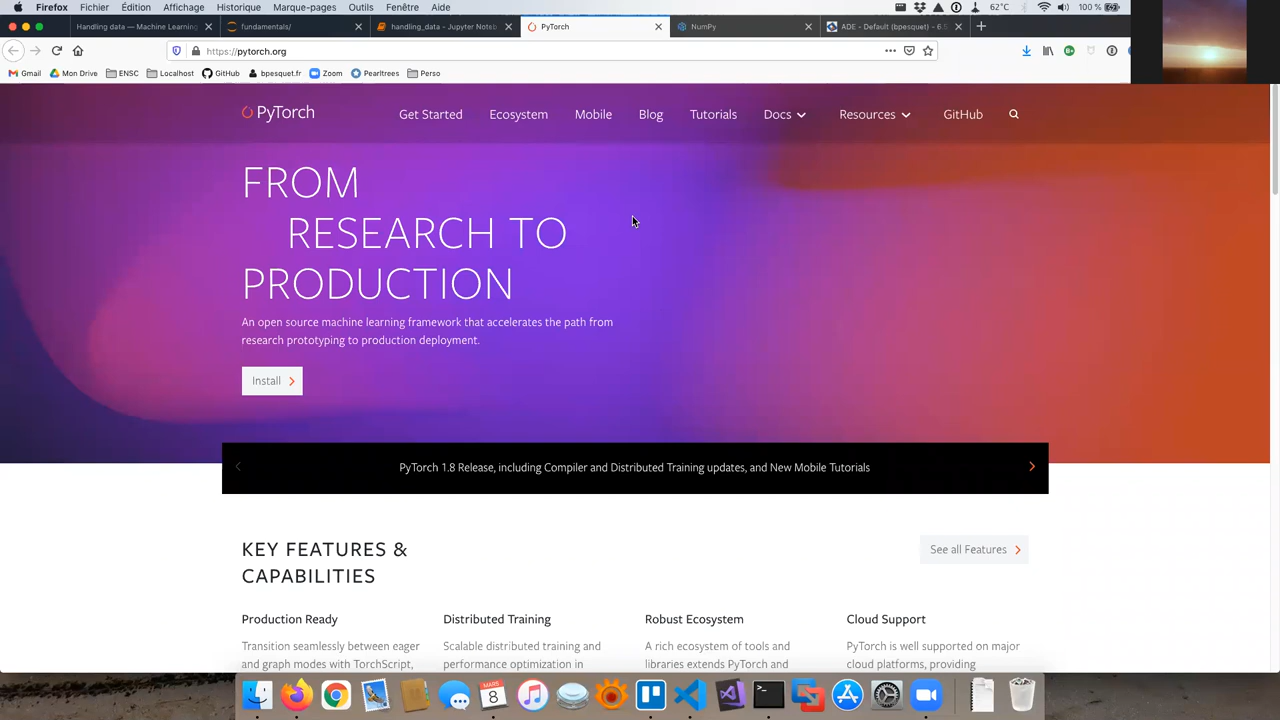 Firefox Fichier Édition Affichage Historique Marque-pages Outils Fenêtre Aide 62°C 100 %
Handling data — Machine Learning
fundamentals/
handling_data - Jupyter Noteb
PyTorch
NumPy
ADE - Default (bpesquet) - 6.5
https://pytorch.org
Gmail Mon Drive ENSC Localhost GitHub bpesquet.fr Zoom Pearltrees Perso
PyTorch
Get Started Ecosystem Mobile Blog Tutorials Docs Resources GitHub
FROM
RESEARCH TO
PRODUCTION
An open source machine learning framework that accelerates the path from
research prototyping to production deployment.
Install
PyTorch 1.8 Release, including Compiler and Distributed Training updates, and New Mobile Tutorials
KEY FEATURES &
CAPABILITIES
See all Features
Production Ready
Transition seamlessly between eager
and graph modes with TorchScript,
Distributed Training
Scalable distributed training and
performance optimization in
Robust Ecosystem
A rich ecosystem of tools and
libraries extends PyTorch and
Cloud Support
PyTorch is well supported on major
cloud platforms, providing
MARS
8